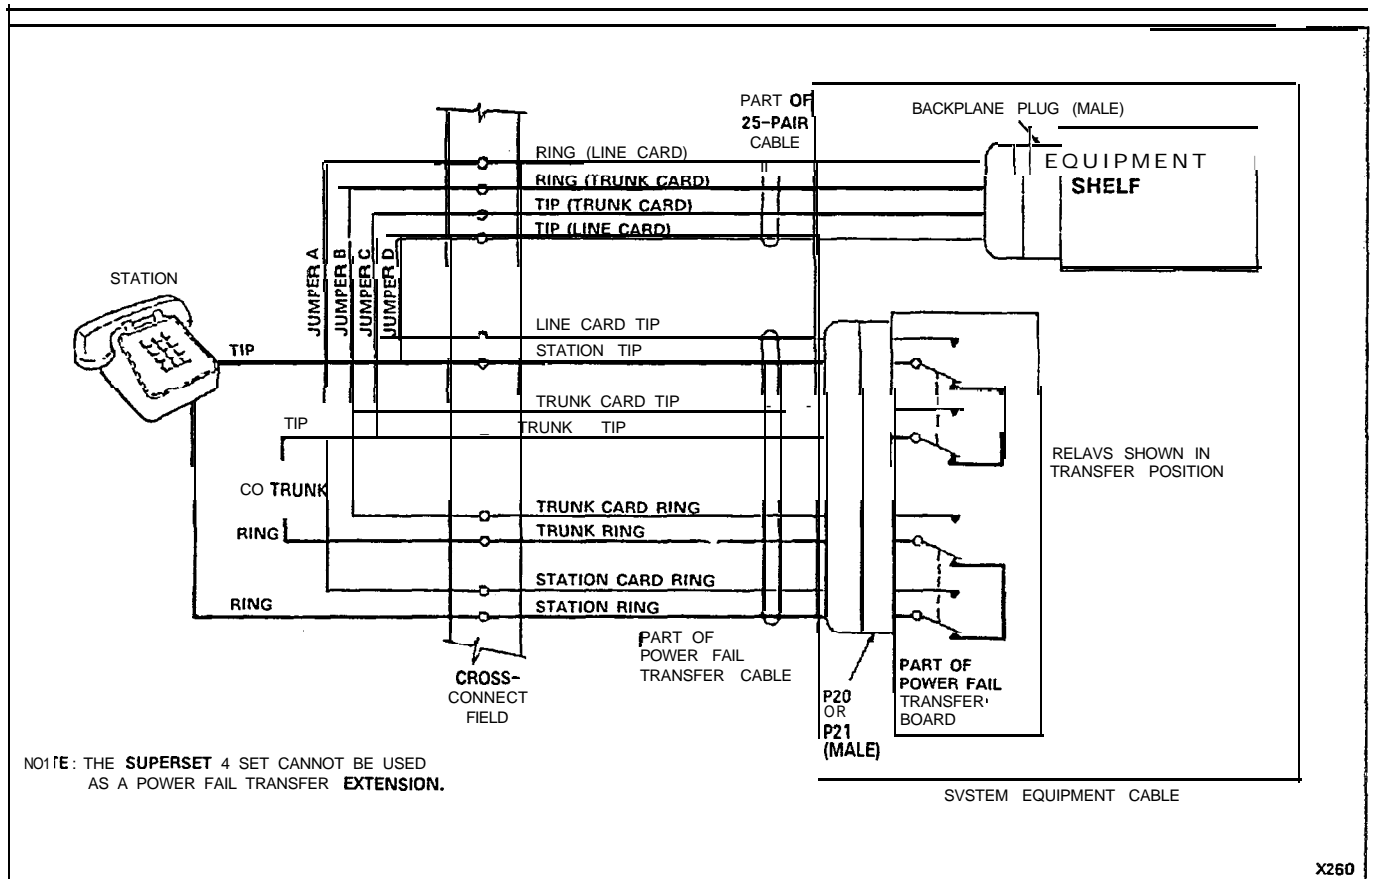 PART OF
25-PAIR
CABLE
BACKPLANE PLUG (MALE)
EQUIPMENT
SHELF
RING (LINE CARD)
RING (TRUNK CARD)
TIP (TRUNK CARD)
TIP (LINE CARD)
JUMPER A
JUMPER B
JUMPER C
JUMPER D
STATION
TIP
LINE CARD TIP
STATION TIP
TRUNK CARD TIP
TIP
TRUNK TIP
RELAVS SHOWN IN
TRANSFER POSITION
CO TRUNK
TRUNK CARD RING
RING
TRUNK RING
STATION CARD RING
RING
STATION RING
PART OF
POWER FAIL
TRANSFER CABLE
CROSS-
CONNECT
FIELD
P20
OR
P21
(MALE)
PART OF
POWER FAIL
TRANSFER
BOARD
NO1TE: THE SUPERSET 4 SET CANNOT BE USED
AS A POWER FAIL TRANSFER EXTENSION.
SVSTEM EQUIPMENT CABLE
X260